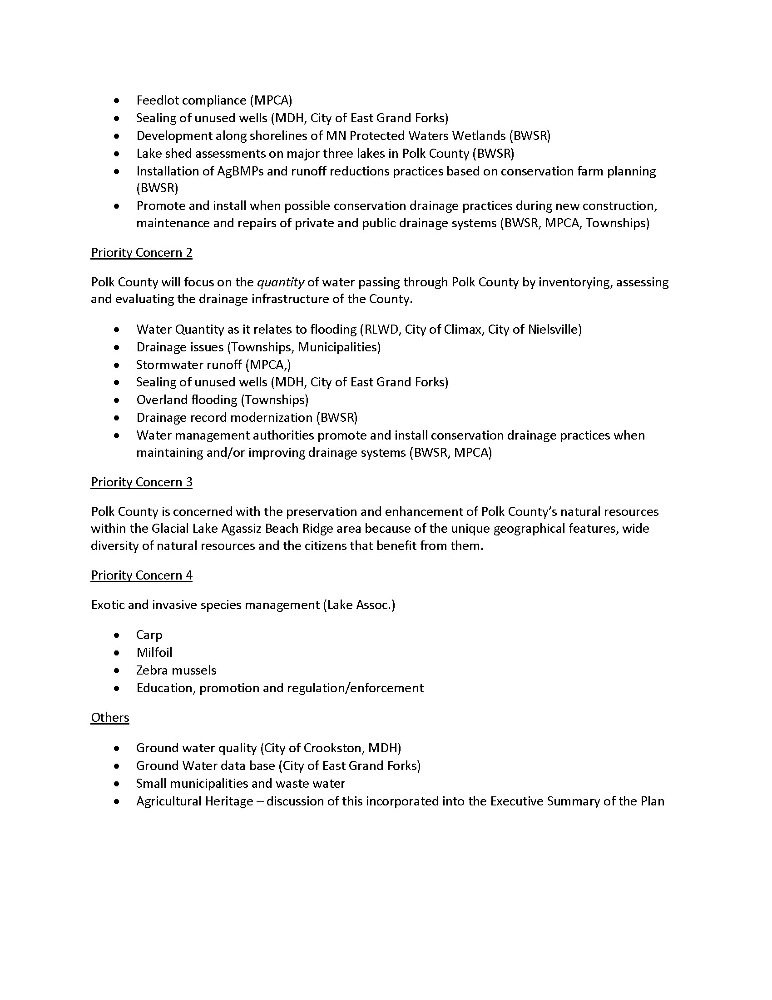 • Feedlot compliance (MPCA)
• Sealing of unused wells (MDH, City of East Grand Forks)
• Development along shorelines of MN Protected Waters Wetlands (BWSR)
• Lake shed assessments on major three lakes in Polk County (BWSR)
• Installation of AgBMPs and runoff reductions practices based on conservation farm planning
(BWSR)
• Promote and install when possible conservation drainage practices during new construction,
maintenance and repairs of private and public drainage systems (BWSR, MPCA, Townships)
Priority Concern 2
Polk County will focus on the quantity of water passing through Polk County by inventorying, assessing
and evaluating the drainage infrastructure of the County.
• Water Quantity as it relates to flooding (RLWD, City of Climax, City of Nielsville)
• Drainage issues (Townships, Municipalities)
• Stormwater runoff (MPCA,)
• Sealing of unused wells (MDH, City of East Grand Forks)
• Overland flooding (Townships)
• Drainage record modernization (BWSR)
• Water management authorities promote and install conservation drainage practices when
maintaining and/or improving drainage systems (BWSR, MPCA)
Priority Concern 3
Polk County is concerned with the preservation and enhancement of Polk County’s natural resources
within the Glacial Lake Agassiz Beach Ridge area because of the unique geographical features, wide
diversity of natural resources and the citizens that benefit from them.
Priority Concern 4
Exotic and invasive species management (Lake Assoc.)
• Carp
• Milfoil
• Zebra mussels
• Education, promotion and regulation/enforcement
Others
• Ground water quality (City of Crookston, MDH)
• Ground Water data base (City of East Grand Forks)
• Small municipalities and waste water
• Agricultural Heritage – discussion of this incorporated into the Executive Summary of the Plan